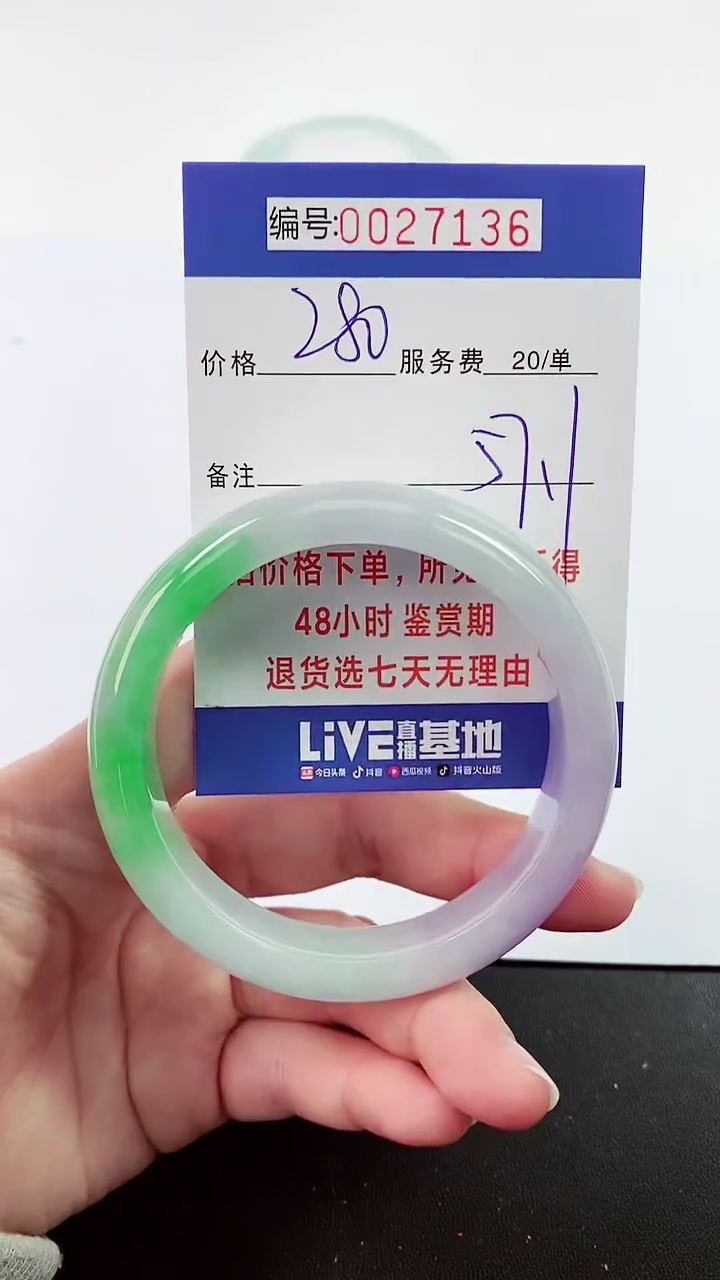 编号:0027136
价格 280 服务费 20/单
备注
价格下单，所见 得
48小时 鉴赏期
退货选七天无理由
LiVE直播基地
今日头条 抖音 西瓜视频 抖音火山版